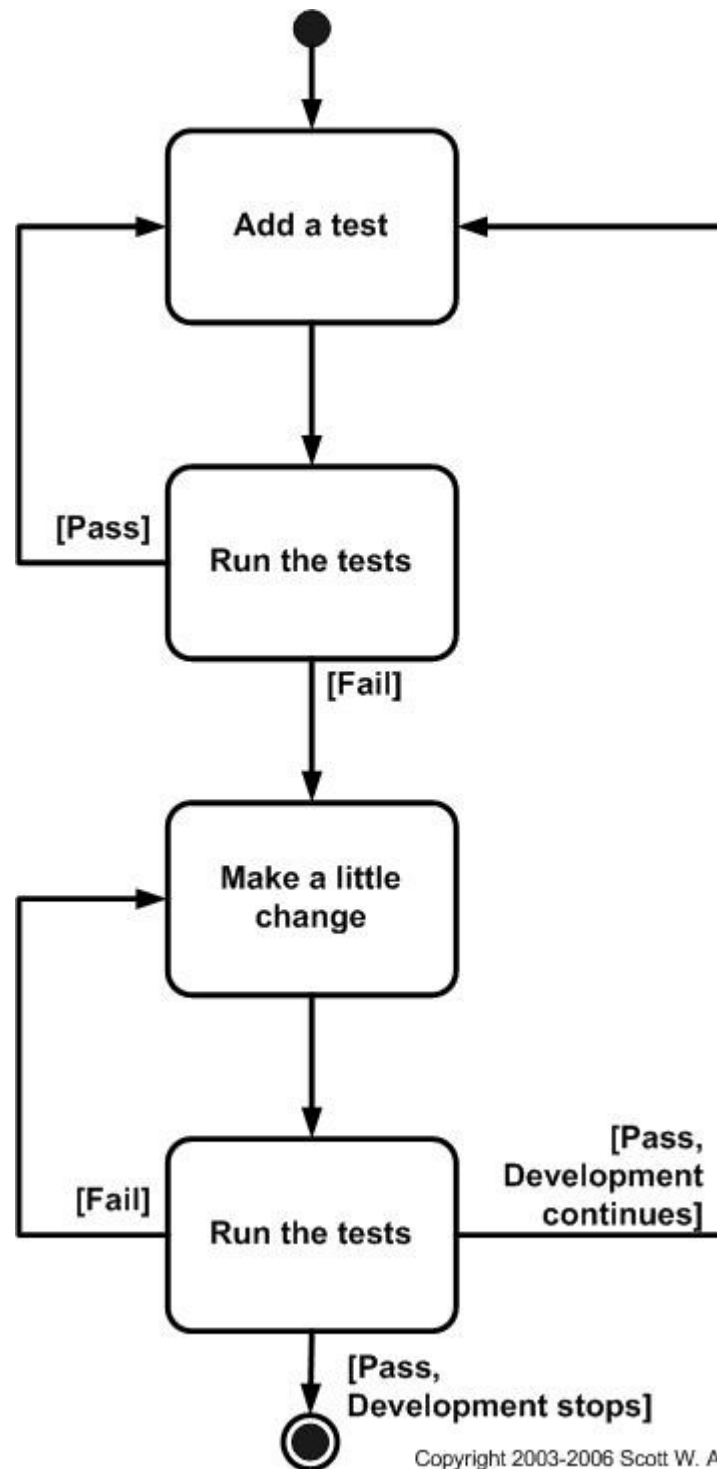 Add a test
[Pass]
Run the tests
[Fail]
Make a little
change
[Pass,
Development
continues]
[Fail]
Run the tests
[Pass,
Development stops]
Copyright 2003-2006 Scott W. A